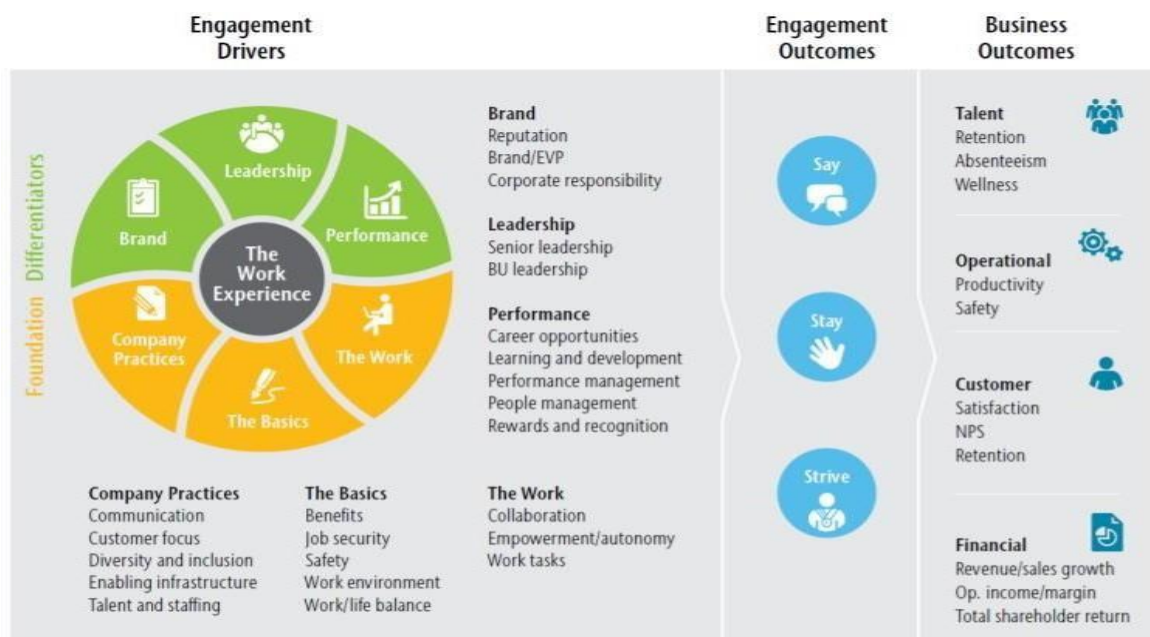 Engagement
Drivers
Engagement
Outcomes
Business
Outcomes
Differentiators
Foundation
Leadership
Brand
Performance
The
Work
Experience
Company
Practices
The Work
The Basics
Brand
Reputation
Brand/EVP
Corporate responsibility
Leadership
Senior leadership
BU leadership
Performance
Career opportunities
Learning and development
Performance management
People management
Rewards and recognition
Company Practices
Communication
Customer focus
Diversity and inclusion
Enabling infrastructure
Talent and staffing
The Basics
Benefits
Job security
Safety
Work environment
Work/life balance
The Work
Collaboration
Empowerment/autonomy
Work tasks
Say
Stay
Strive
Talent
Retention
Absenteeism
Wellness
Operational
Productivity
Safety
Customer
Satisfaction
NPS
Retention
Financial
Revenue/sales growth
Op. income/margin
Total shareholder return